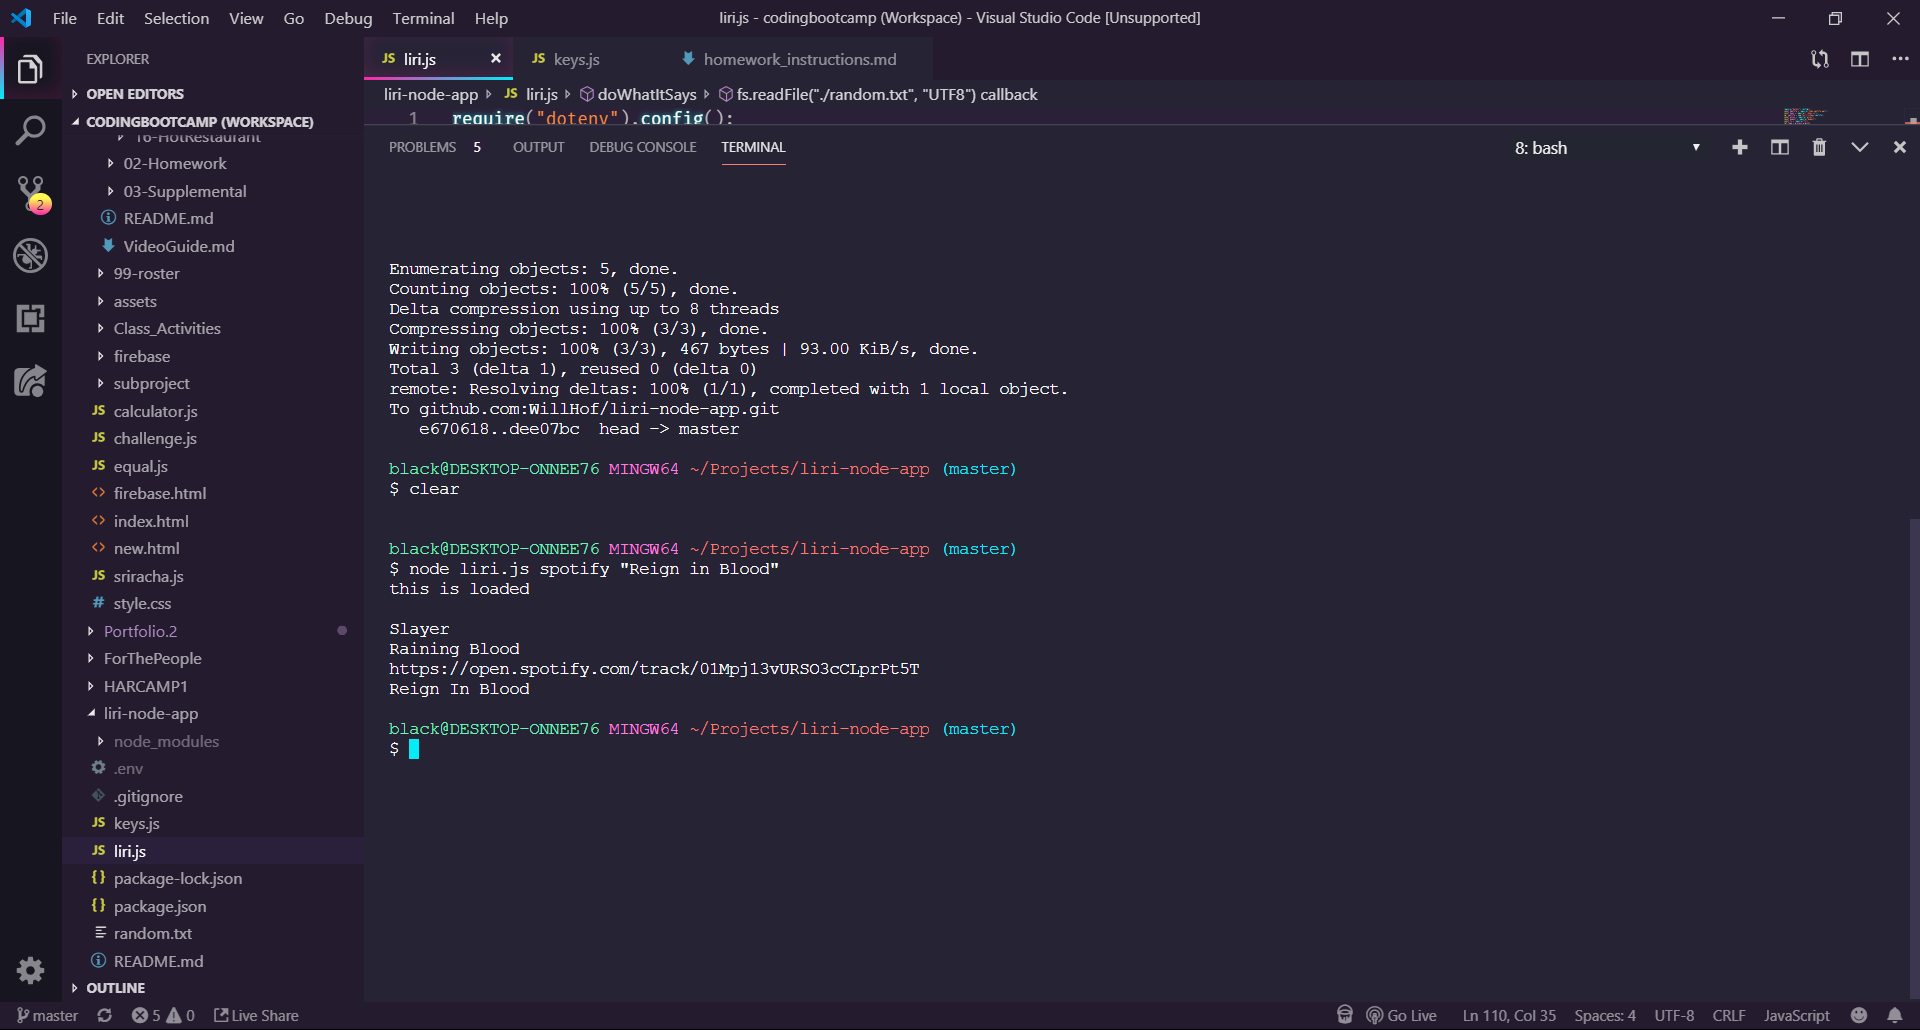 File Edit Selection View Go Debug Terminal Help
liri.js - codingbootcamp (Workspace) - Visual Studio Code [Unsupported]
EXPLORER
OPEN EDITORS
CODINGBOOTCAMP (WORKSPACE)
16-HotRestaurant
02-Homework
03-Supplemental
README.md
VideoGuide.md
99-roster
assets
Class_Activities
firebase
subproject
JS calculator.js
JS challenge.js
JS equal.js
<> firebase.html
<> index.html
<> new.html
JS sriracha.js
# style.css
Portfolio.2
ForThePeople
HARCAMP1
liri-node-app
node_modules
.env
.gitignore
JS keys.js
JS liri.js
{} package-lock.json
{} package.json
random.txt
README.md
OUTLINE
2
JS liri.js
JS keys.js
homework_instructions.md
liri-node-app JS liri.js doWhatItSays fs.readFile("./random.txt", "UTF8") callback
1 require("dotenv").config();
PROBLEMS 5 OUTPUT DEBUG CONSOLE TERMINAL 8: bash
Enumerating objects: 5, done.
Counting objects: 100% (5/5), done.
Delta compression using up to 8 threads
Compressing objects: 100% (3/3), done.
Writing objects: 100% (3/3), 467 bytes | 93.00 KiB/s, done.
Total 3 (delta 1), reused 0 (delta 0)
remote: Resolving deltas: 100% (1/1), completed with 1 local object.
To github.com:WillHof/liri-node-app.git
e670618..dee07bc head -> master
black@DESKTOP-ONNEE76 MINGW64 ~/Projects/liri-node-app (master)
$ clear
black@DESKTOP-ONNEE76 MINGW64 ~/Projects/liri-node-app (master)
$ node liri.js spotify "Reign in Blood"
this is loaded
Slayer
Raining Blood
https://open.spotify.com/track/01Mpj13vURSO3cCLprPt5T
Reign In Blood
black@DESKTOP-ONNEE76 MINGW64 ~/Projects/liri-node-app (master)
$
master 5 0 Live Share
Go Live Ln 110, Col 35 Spaces: 4 UTF-8 CRLF JavaScript